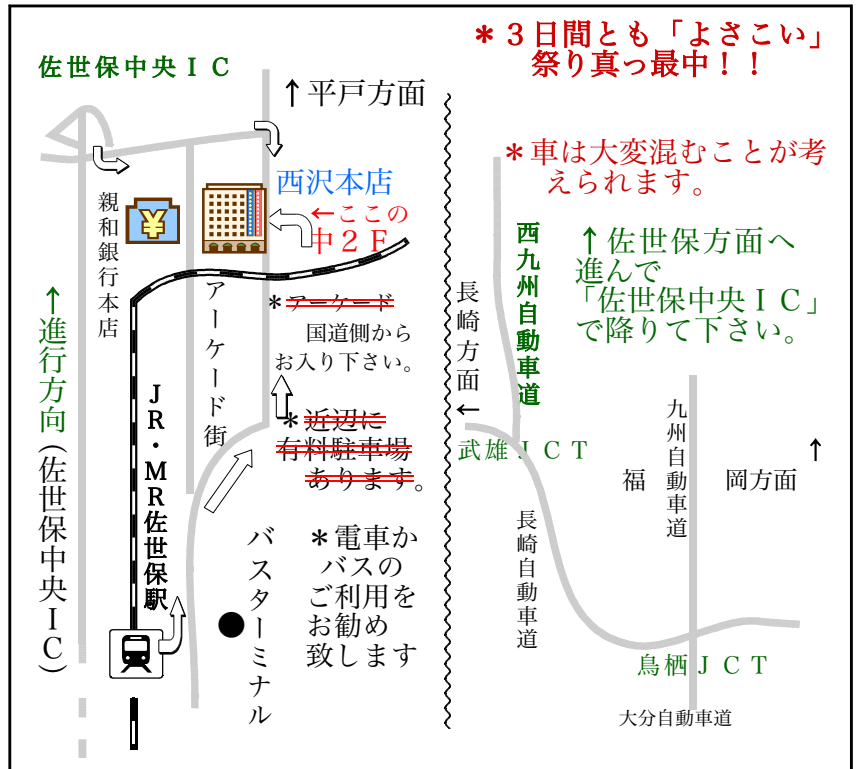 ＊３日間とも「よさこい」
祭り真っ最中！！
佐世保中央ＩＣ
↑平戸方面
＊車は大変混むことが考
えられます。
西沢本店
←ここの
中２Ｆ
親和銀行本店
¥
西九州自動車道
↑佐世保方面へ
進んで
「佐世保中央ＩＣ」
で降りて下さい。
↑進行方向(佐世保中央ＩＣ)
アーケード街
＊アーケード
国道側から
お入り下さい。
長崎方面
←
ＪＲ・ＭＲ佐世保駅
＊近辺に
有料駐車場
あります。
武雄ＪＣＴ
九州自動車道
↑
福
岡方面
長崎自動車道
バスターミナル
＊電車か
バスの
ご利用を
お勧め
致します
鳥栖ＪＣＴ
大分自動車道